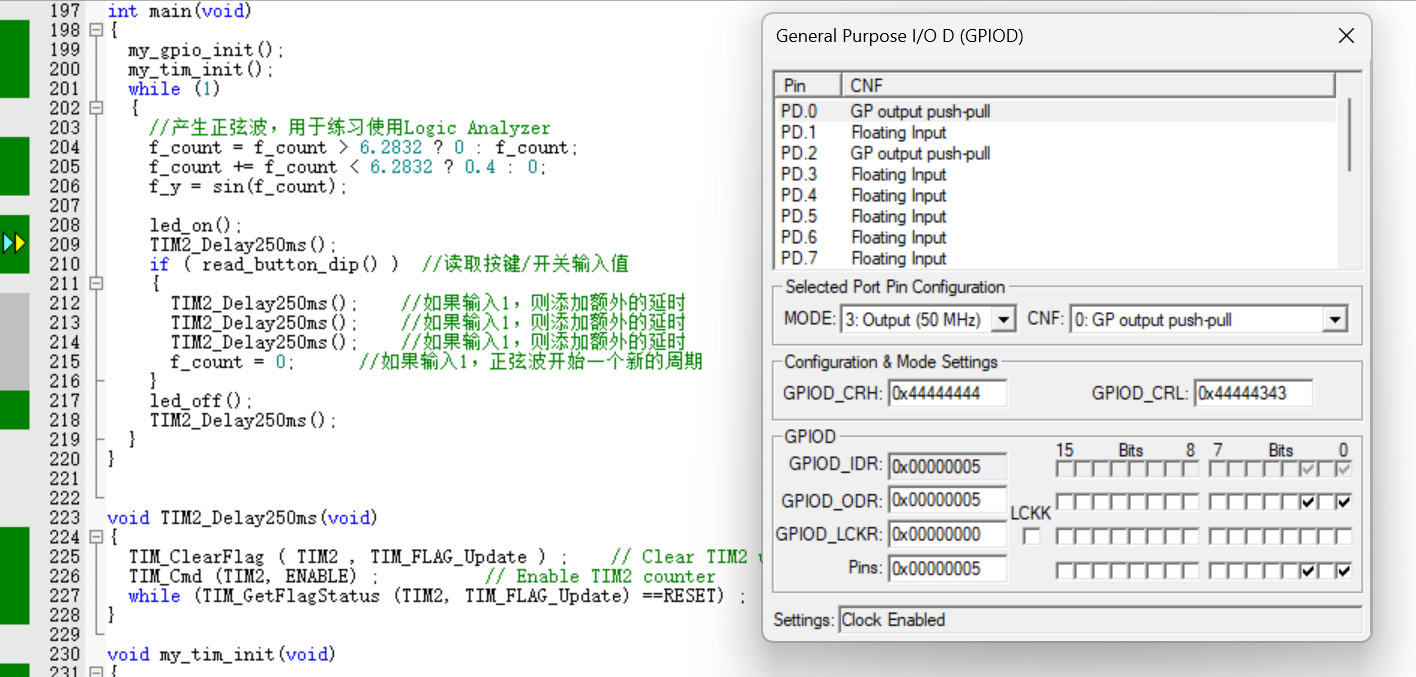 197 int main(void)
198 {
199 my_gpio_init();
200 my_tim_init();
201 while (1)
202 {
203 //产生正弦波，用于练习使用Logic Analyzer
204 f_count = f_count > 6.2832 ? 0 : f_count;
205 f_count += f_count < 6.2832 ? 0.4 : 0;
206 f_y = sin(f_count);
207
208 led_on();
209 TIM2_Delay250ms();
210 if ( read_button_dip() ) //读取按键/开关输入值
211 {
212 TIM2_Delay250ms(); //如果输入1，则添加额外的延时
213 TIM2_Delay250ms(); //如果输入1，则添加额外的延时
214 TIM2_Delay250ms(); //如果输入1，则添加额外的延时
215 f_count = 0; //如果输入1，正弦波开始一个新的周期
216 }
217 led_off();
218 TIM2_Delay250ms();
219 }
220 }
221
222
223 void TIM2_Delay250ms(void)
224 {
225 TIM_ClearFlag ( TIM2 , TIM_FLAG_Update ) ; // Clear TIM2
226 TIM_Cmd (TIM2, ENABLE) ; // Enable TIM2 counter
227 while (TIM_GetFlagStatus (TIM2, TIM_FLAG_Update) ==RESET) ;
228 }
229
230 void my_tim_init(void)
231 {
General Purpose I/O D (GPIOD)
Pin CNF
PD.0 GP output push-pull
PD.1 Floating Input
PD.2 GP output push-pull
PD.3 Floating Input
PD.4 Floating Input
PD.5 Floating Input
PD.6 Floating Input
PD.7 Floating Input
Selected Port Pin Configuration
MODE: 3: Output (50 MHz) CNF: 0: GP output push-pull
Configuration & Mode Settings
GPIOD_CRH: 0x44444444 GPIOD_CRL: 0x44444343
GPIOD
15 Bits 8 7 Bits 0
GPIOD_IDR: 0x00000005
GPIOD_ODR: 0x00000005
LCKK
GPIOD_LCKR: 0x00000000
Pins: 0x00000005
Settings: Clock Enabled